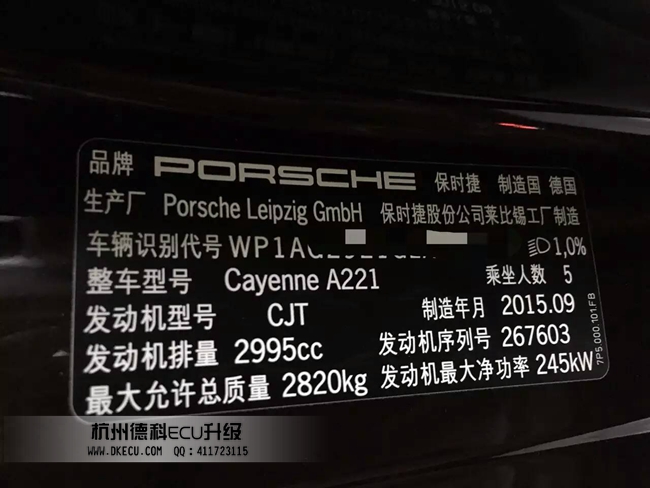 品牌 PORSCHE 保时捷 制造国 德国
生产厂 Porsche Leipzig GmbH 保时捷股份公司莱比锡工厂制造
车辆识别代号 WP1AG 1,0%
整车型号 Cayenne A221 乘坐人数 5
发动机型号 CJT 制造年月 2015.09
发动机排量 2995cc 发动机序列号 267603
最大允许总质量 2820kg 发动机最大净功率 245kW
7P5.000.101.FB
杭州德科ECU升级
WWW.DKECU.COM QQ:411723115